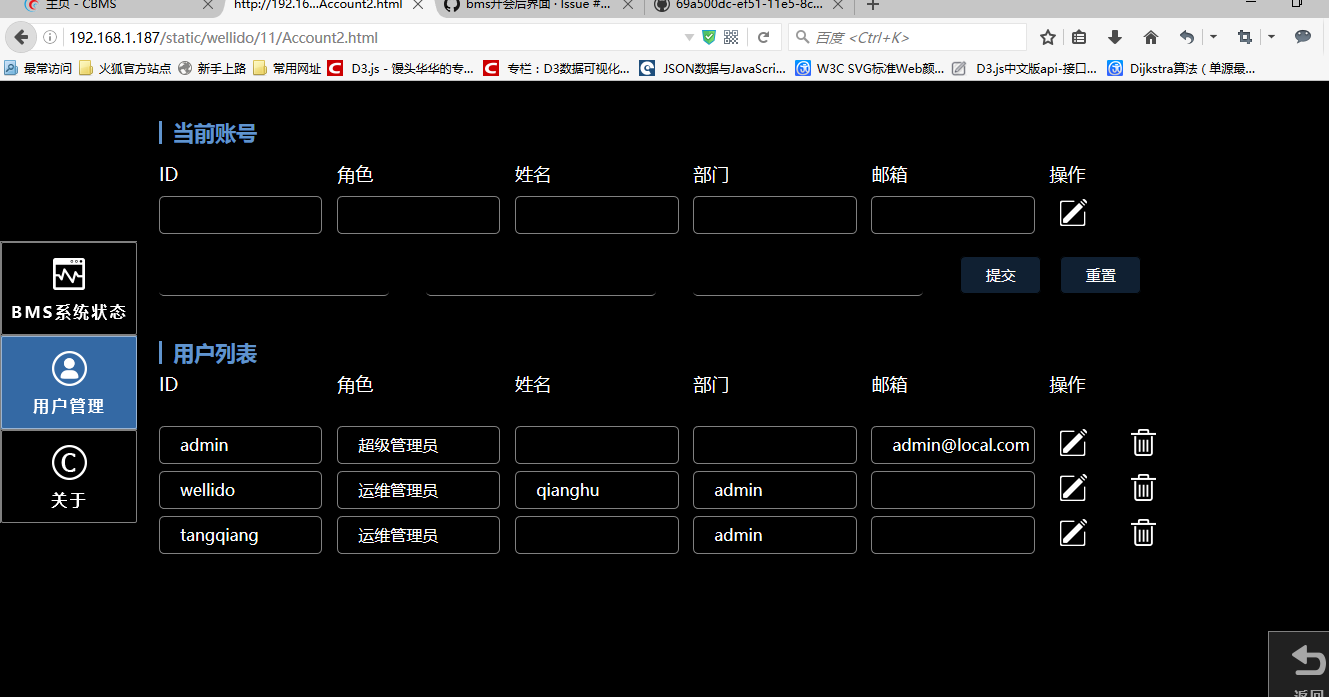 主页 - CBMS
http://192.16...Account2.html
bms开会后界面 · Issue #...
69a500dc-ef51-11e5-8c...
192.168.1.187/static/wellido/11/Account2.html
百度 <Ctrl+K>
最常访问
火狐官方站点
新手上路
常用网址
D3.js - 馒头华华的专...
专栏：D3数据可视化...
JSON数据与JavaScri...
W3C SVG标准Web颜...
D3.js中文版api-接口...
Dijkstra算法（单源最...
当前账号
ID 角色 姓名 部门 邮箱 操作
提交 重置
BMS系统状态
用户管理
关于
用户列表
ID 角色 姓名 部门 邮箱 操作
admin 超级管理员 admin@local.com
wellido 运维管理员 qianghu admin
tangqiang 运维管理员 admin
返回